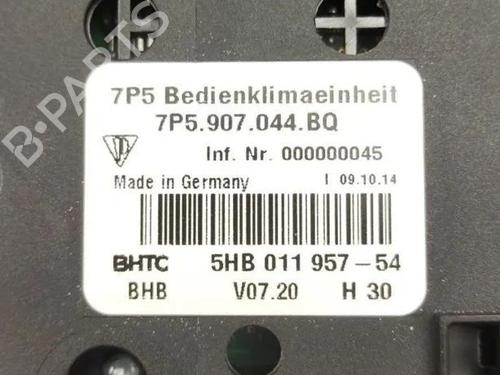 7P5 Bedienklimaeinheit
7P5.907.044.BQ
Inf. Nr. 000000045
Made in Germany I 09.10.14
BHTC 5HB 011 957-54
BHB V07.20 H 30
B-PARTS